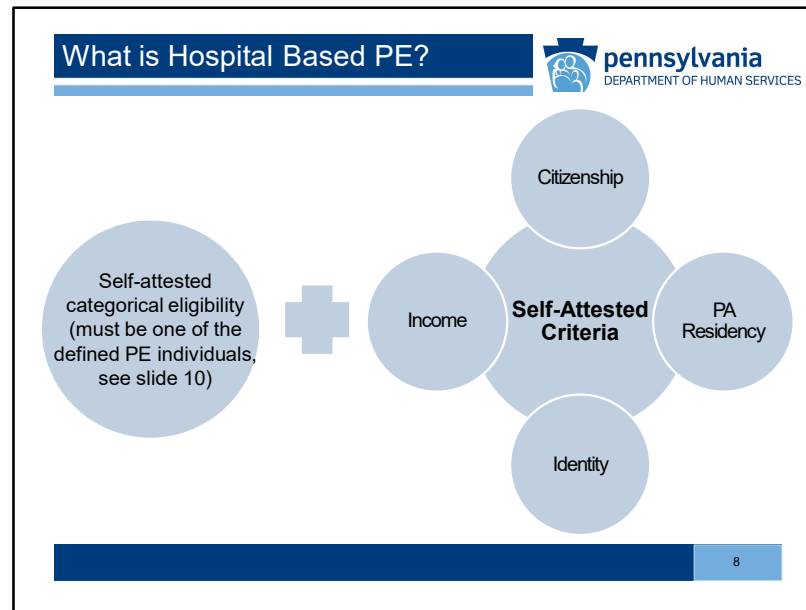 What is Hospital Based PE?
pennsylvania
DEPARTMENT OF HUMAN SERVICES
Self-attested
categorical eligibility
(must be one of the
defined PE individuals,
see slide 10)
Citizenship
Income
Self-Attested
Criteria
PA
Residency
Identity
8